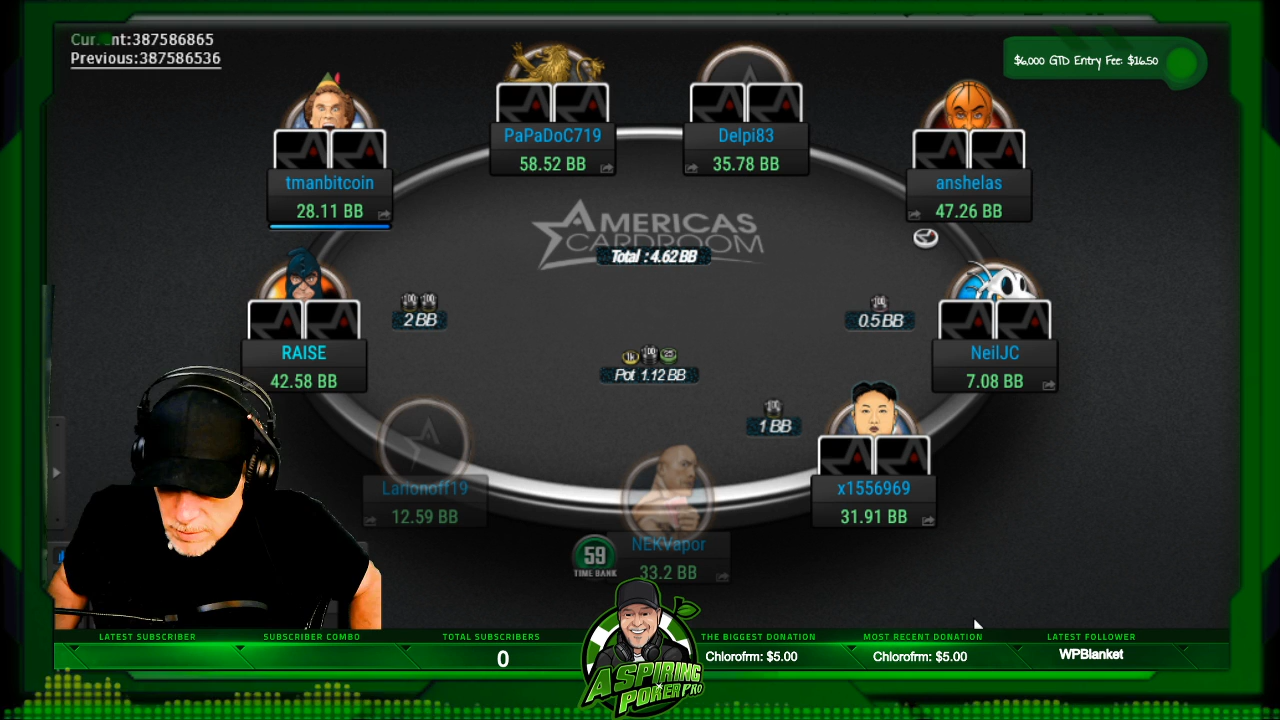 Previous:387586536
$6,000 GTD Entry Fee: $16.50
PaPaDoC719
58.52 BB
Delpi83
35.78 BB
tmanbitcoin
28.11 BB
anshelas
47.26 BB
AMERICAS
CARDROOM
Total : 4.62 BB
2 BB
0.5 BB
RAISE
42.58 BB
NeilJC
7.08 BB
Pot 1.12 BB
1 BB
Larionoff19
12.59 BB
x1556969
31.91 BB
59
TIME BANK
NEKVapor
33.2 BB
LATEST SUBSCRIBER
SUBSCRIBER COMBO
TOTAL SUBSCRIBERS
0
THE BIGGEST DONATION
Chlorofrm: $5.00
MOST RECENT DONATION
Chlorofrm: $5.00
LATEST FOLLOWER
WPBlanket
ASPIRING
POKER PRO